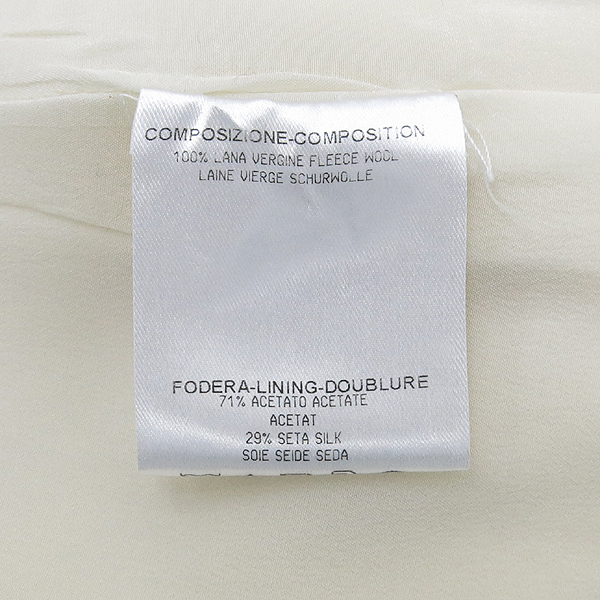 COMPOSIZIONE-COMPOSITION
100% LANA VERGINE FLEECE WOOL
LAINE VIERGE SCHURWOLLE
FODERA-LINING-DOUBLURE
71% ACETATO ACETATE
ACETAT
29% SETA SILK
SOIE SEIDE SEDA